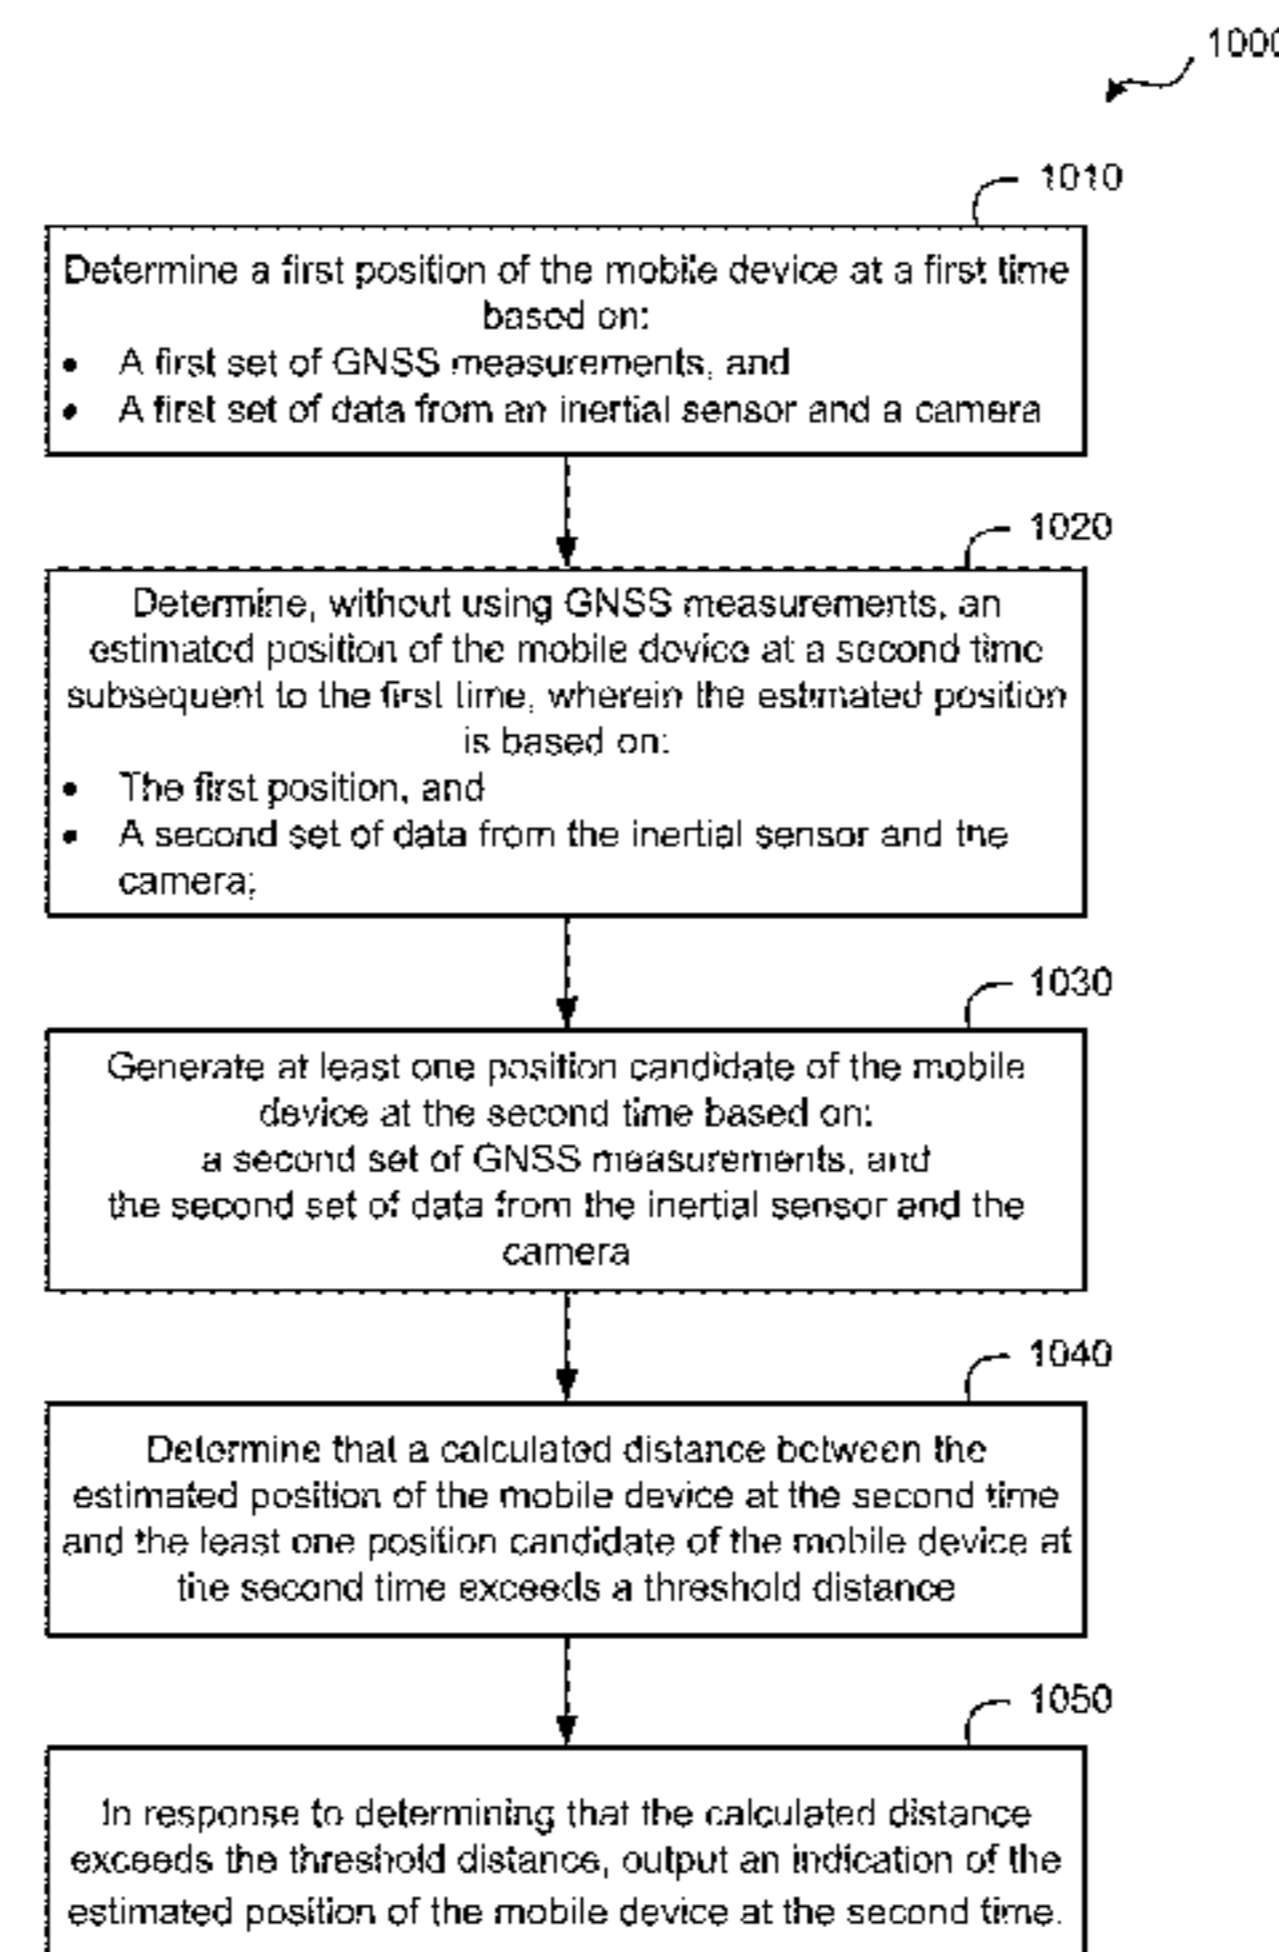 1000
1010
Determine a first position of the mobile device at a first time
based on:
• A first set of GNSS measurements, and
• A first set of data from an inertial sensor and a camera
1020
Determine, without using GNSS measurements, an
estimated position of the mobile device at a second time
subsequent to the first time, wherein the estimated position
is based on:
• The first position, and
• A second set of data from the inertial sensor and the
camera;
1030
Generate at least one position candidate of the mobile
device at the second time based on:
a second set of GNSS measurements, and
the second set of data from the inertial sensor and the
camera
1040
Determine that a calculated distance between the
estimated position of the mobile device at the second time
and the least one position candidate of the mobile device at
the second time exceeds a threshold distance
1050
In response to determining that the calculated distance
exceeds the threshold distance, output an indication of the
estimated position of the mobile device at the second time.